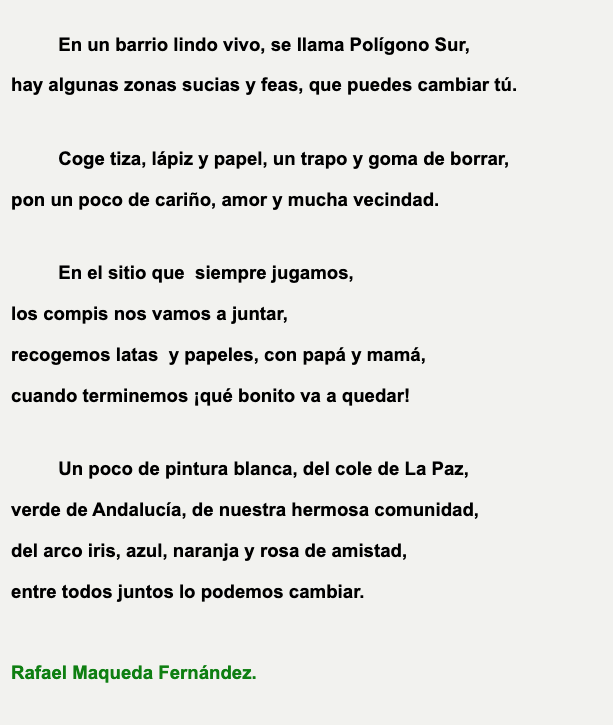 En un barrio lindo vivo, se llama Polígono Sur,
hay algunas zonas sucias y feas, que puedes cambiar tú.
Coge tiza, lápiz y papel, un trapo y goma de borrar,
pon un poco de cariño, amor y mucha vecindad.
En el sitio que  siempre jugamos,
los compis nos vamos a juntar,
recogemos latas  y papeles, con papá y mamá,
cuando terminemos ¡qué bonito va a quedar!
Un poco de pintura blanca, del cole de La Paz,
verde de Andalucía, de nuestra hermosa comunidad,
del arco iris, azul, naranja y rosa de amistad,
entre todos juntos lo podemos cambiar.
Rafael Maqueda Fernández.